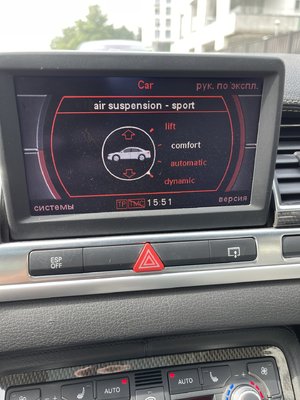 Car
рук. по экспл.
air suspension - sport
lift
comfort
automatic
dynamic
системы
TP TMC 15:51
версия
ESP
OFF
AUTO
AUTO